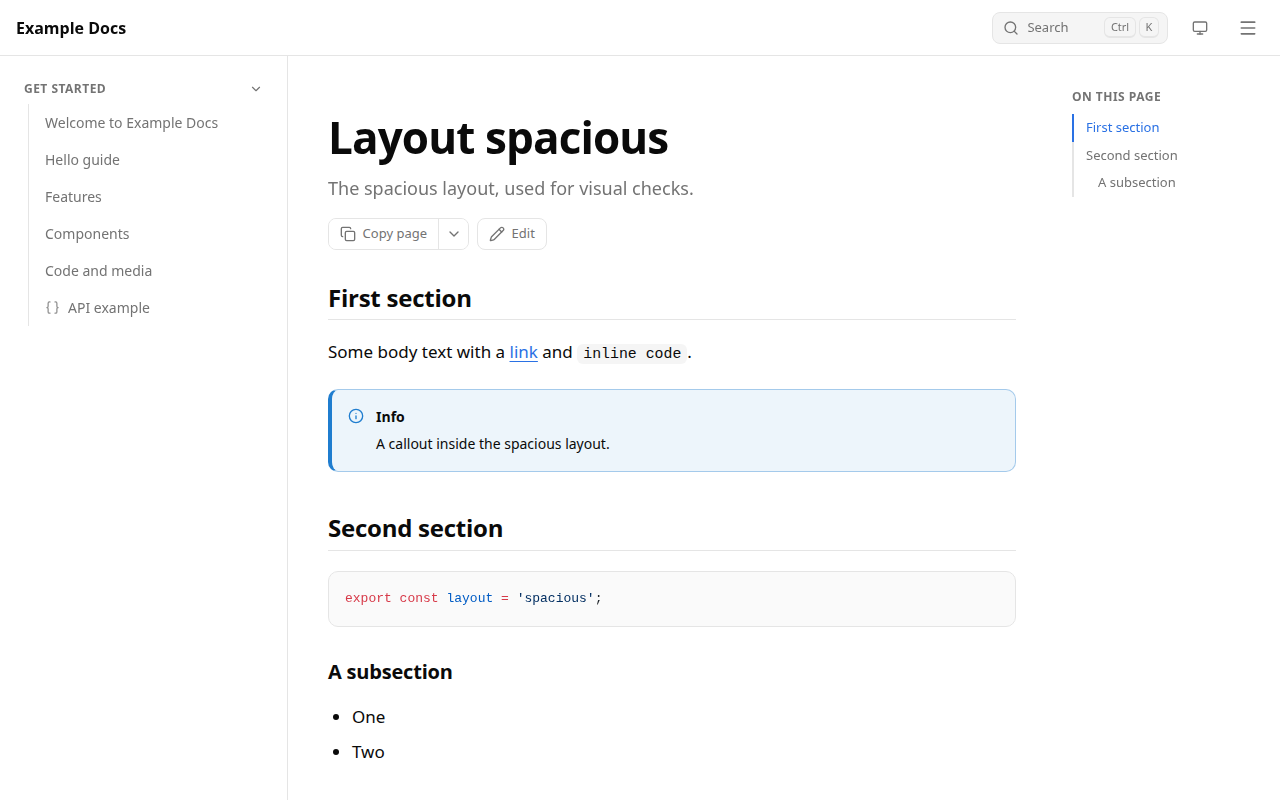 Example Docs
Search Ctrl K
GET STARTED
Welcome to Example Docs
Hello guide
Features
Components
Code and media
{} API example
Layout spacious
The spacious layout, used for visual checks.
Copy page
Edit
First section
Some body text with a link and inline code.
Info
A callout inside the spacious layout.
Second section
export const layout = 'spacious';
A subsection
• One
• Two
ON THIS PAGE
First section
Second section
A subsection